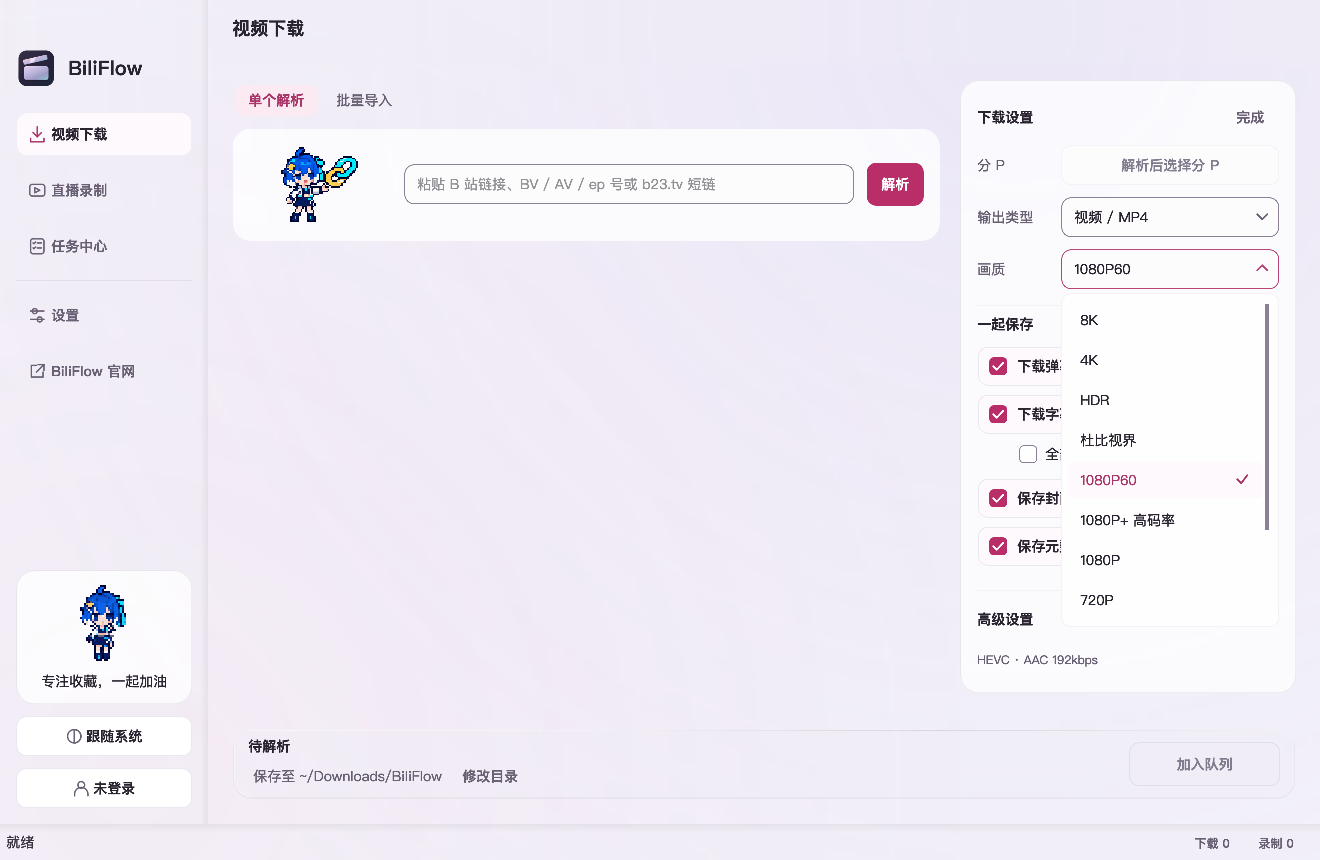 视频下载
BiliFlow
视频下载
直播录制
任务中心
设置
BiliFlow 官网
专注收藏，一起加油
跟随系统
未登录
单个解析
批量导入
粘贴 B 站链接、BV / AV / ep 号或 b23.tv 短链
解析
下载设置
完成
分 P
解析后选择分 P
输出类型
视频 / MP4
画质
1080P60
8K
4K
HDR
杜比视界
1080P60
1080P+ 高码率
1080P
720P
一起保存
下载弹
下载字
全
保存封
保存元
高级设置
HEVC · AAC 192kbps
待解析
保存至 ~/Downloads/BiliFlow
修改目录
加入队列
就绪
下载 0
录制 0